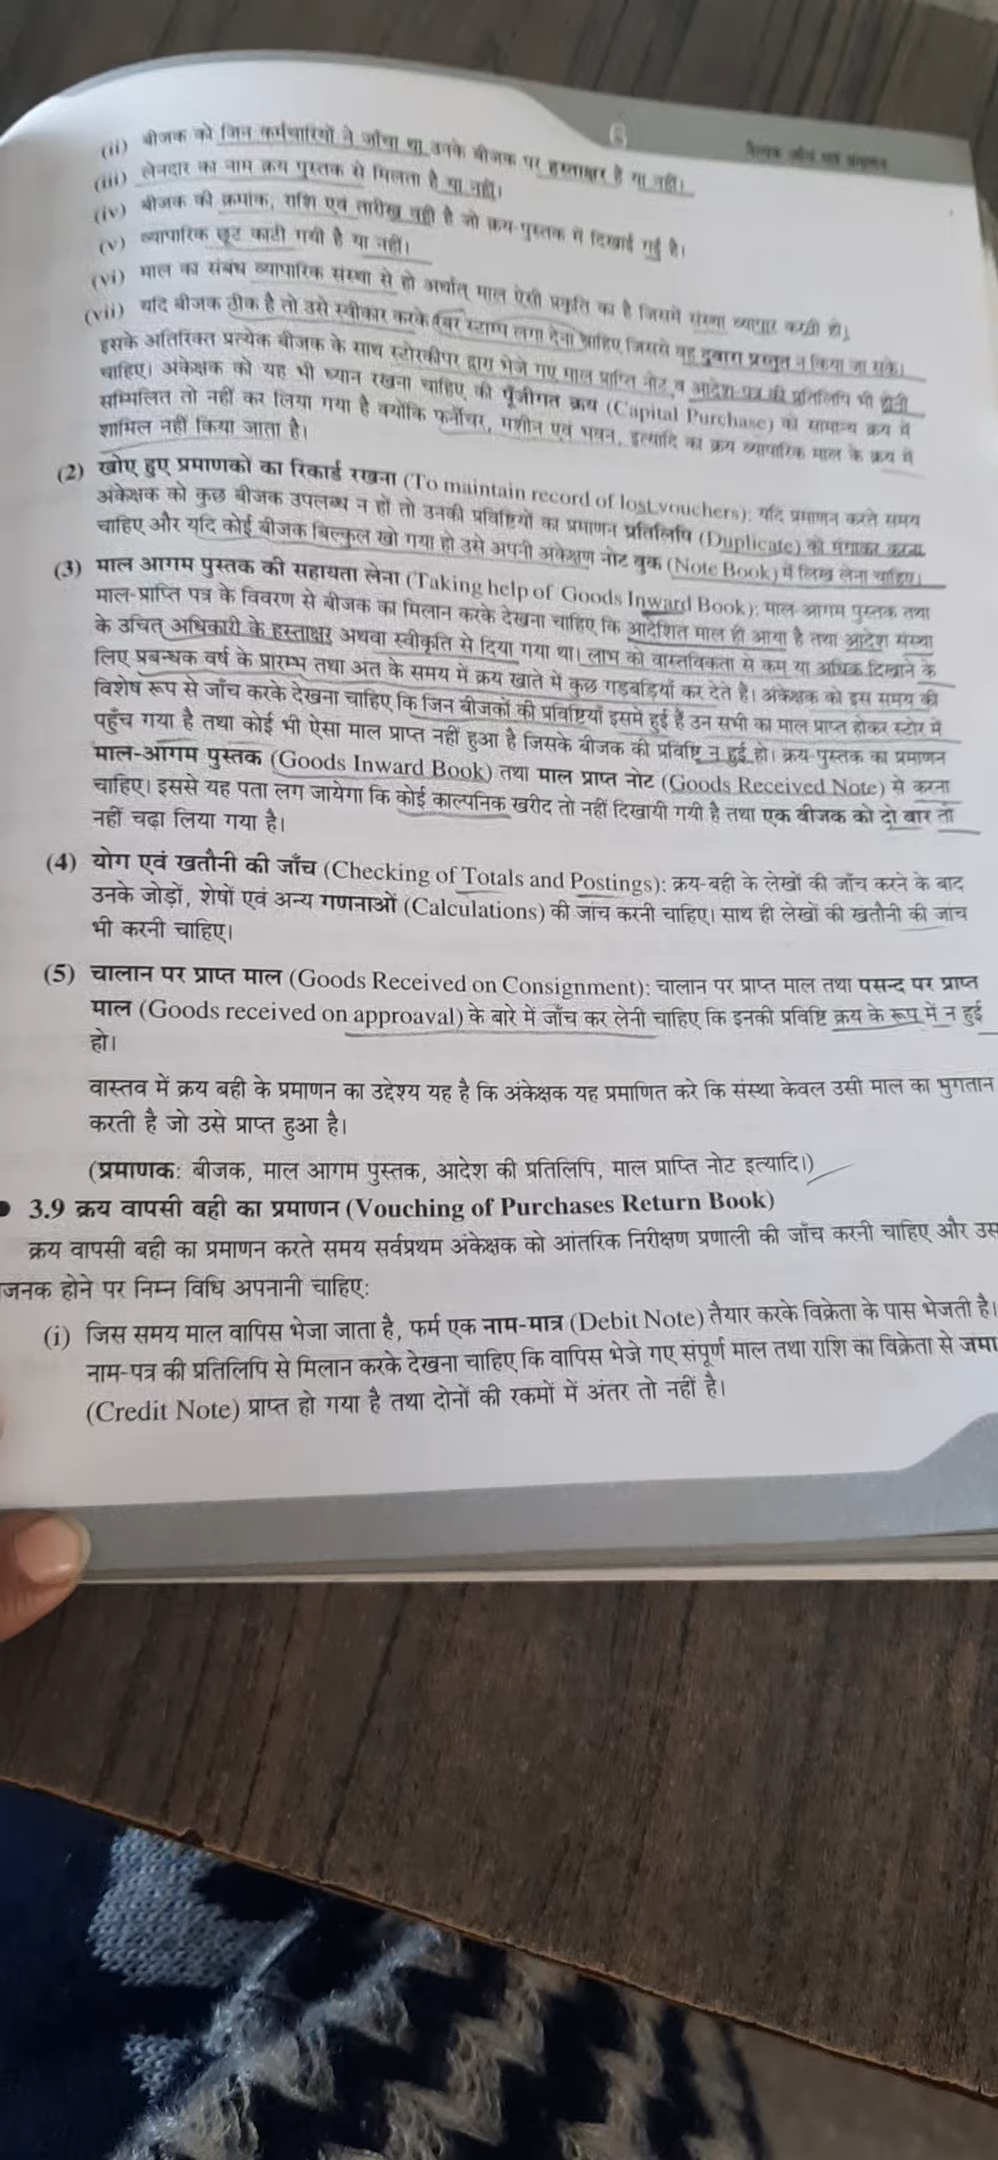 6
(ii) बीजक को जिन कर्मचारियों ने जाँचा था उनके बीजक पर हस्ताक्षर है या नहीं।
(iii) लेनदार का नाम क्रय पुस्तक से मिलता है या नहीं।
(iv) बीजक की क्रमांक, राशि एवं तारीख वही है जो क्रय-पुस्तक में दिखाई गई है।
(v) व्यापारिक छूट काटी गयी है या नहीं।
(vi) माल का संबंध व्यापारिक संस्था से हो अर्थात् माल ऐसी प्रकृति का है जिसमें संस्था व्यापार करती हो।
(vii) यदि बीजक ठीक है तो उसे स्वीकार करके रबर स्टाम्प लगा देना चाहिए जिससे वह दुबारा प्रस्तुत न किया जा सके।
इसके अतिरिक्त प्रत्येक बीजक के साथ स्टोरकीपर द्वारा भेजे गए माल प्राप्ति नोट व आदेश-पत्र की प्रतिलिपि भी होनी
चाहिए। अंकेक्षक को यह भी ध्यान रखना चाहिए की पूँजीगत क्रय (Capital Purchase) को सामान्य क्रय में
सम्मिलित तो नहीं कर लिया गया है क्योंकि फर्नीचर, मशीन एवं भवन, इत्यादि का क्रय व्यापारिक माल के क्रय में
शामिल नहीं किया जाता है।
(2) खोए हुए प्रमाणकों का रिकार्ड रखना (To maintain record of lost vouchers): यदि प्रमाणन करते समय
अंकेक्षक को कुछ बीजक उपलब्ध न हों तो उनकी प्रविष्टियों का प्रमाणन प्रतिलिपि (Duplicate) को मंगाकर करना
चाहिए और यदि कोई बीजक बिल्कुल खो गया हो उसे अपनी अंकेक्षण नोट बुक (Note Book) में लिख लेना चाहिए।
(3) माल आगम पुस्तक की सहायता लेना (Taking help of Goods Inward Book): माल-आगम पुस्तक तथा
माल-प्राप्ति पत्र के विवरण से बीजक का मिलान करके देखना चाहिए कि आदेशित माल ही आया है तथा आदेश संस्था
के उचित अधिकारी के हस्ताक्षर अथवा स्वीकृति से दिया गया था। लाभ को वास्तविकता से कम या अधिक दिखाने के
लिए प्रबन्धक वर्ष के प्रारम्भ तथा अंत के समय में क्रय खाते में कुछ गड़बड़ियाँ कर देते है। अंकेक्षक को इस समय की
विशेष रूप से जाँच करके देखना चाहिए कि जिन बीजकों की प्रविष्टियाँ इसमें हुई हैं उन सभी का माल प्राप्त होकर स्टोर में
पहुँच गया है तथा कोई भी ऐसा माल प्राप्त नहीं हुआ है जिसके बीजक की प्रविष्टि न हुई हो। क्रय-पुस्तक का प्रमाणन
माल-आगम पुस्तक (Goods Inward Book) तथा माल प्राप्त नोट (Goods Received Note) से करना
चाहिए। इससे यह पता लग जायेगा कि कोई काल्पनिक खरीद तो नहीं दिखायी गयी है तथा एक बीजक को दो बार तो
नहीं चढ़ा लिया गया है।
(4) योग एवं खतौनी की जाँच (Checking of Totals and Postings): क्रय-बही के लेखों की जाँच करने के बाद
उनके जोड़ों, शेषों एवं अन्य गणनाओं (Calculations) की जांच करनी चाहिए। साथ ही लेखों की खतौनी की जांच
भी करनी चाहिए।
(5) चालान पर प्राप्त माल (Goods Received on Consignment): चालान पर प्राप्त माल तथा पसन्द पर प्राप्त
माल (Goods received on approaval) के बारे में जाँच कर लेनी चाहिए कि इनकी प्रविष्टि क्रय के रूप में न हुई
हो।
वास्तव में क्रय बही के प्रमाणन का उद्देश्य यह है कि अंकेक्षक यह प्रमाणित करे कि संस्था केवल उसी माल का भुगतान
करती है जो उसे प्राप्त हुआ है।
(प्रमाणक: बीजक, माल आगम पुस्तक, आदेश की प्रतिलिपि, माल प्राप्ति नोट इत्यादि।)
● 3.9 क्रय वापसी बही का प्रमाणन (Vouching of Purchases Return Book)
क्रय वापसी बही का प्रमाणन करते समय सर्वप्रथम अंकेक्षक को आंतरिक निरीक्षण प्रणाली की जाँच करनी चाहिए और उस
जनक होने पर निम्न विधि अपनानी चाहिए:
(i) जिस समय माल वापिस भेजा जाता है, फर्म एक नाम-मात्र (Debit Note) तैयार करके विक्रेता के पास भेजती है।
नाम-पत्र की प्रतिलिपि से मिलान करके देखना चाहिए कि वापिस भेजे गए संपूर्ण माल तथा राशि का विक्रेता से जमा
(Credit Note) प्राप्त हो गया है तथा दोनों की रकमों में अंतर तो नहीं है।